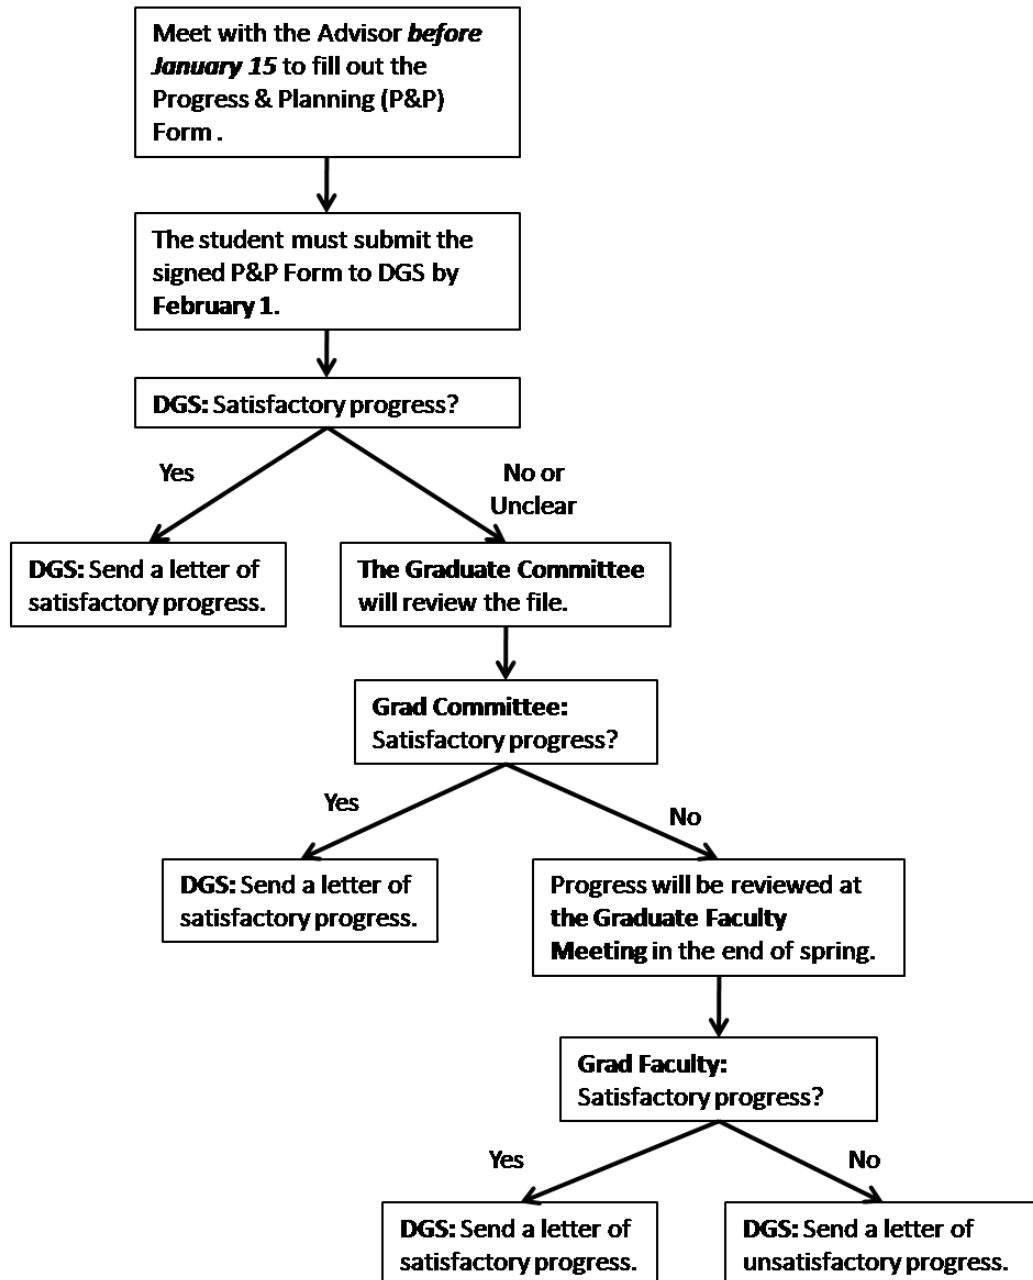 Meet with the Advisor before
January 15 to fill out the
Progress & Planning (P&P)
Form .
The student must submit the
signed P&P Form to DGS by
February 1.
DGS: Satisfactory progress?
Yes
No or
Unclear
DGS: Send a letter of
satisfactory progress.
The Graduate Committee
will review the file.
Grad Committee:
Satisfactory progress?
Yes
No
DGS: Send a letter of
satisfactory progress.
Progress will be reviewed at
the Graduate Faculty
Meeting in the end of spring.
Grad Faculty:
Satisfactory progress?
Yes
No
DGS: Send a letter of
satisfactory progress.
DGS: Send a letter of
unsatisfactory progress.